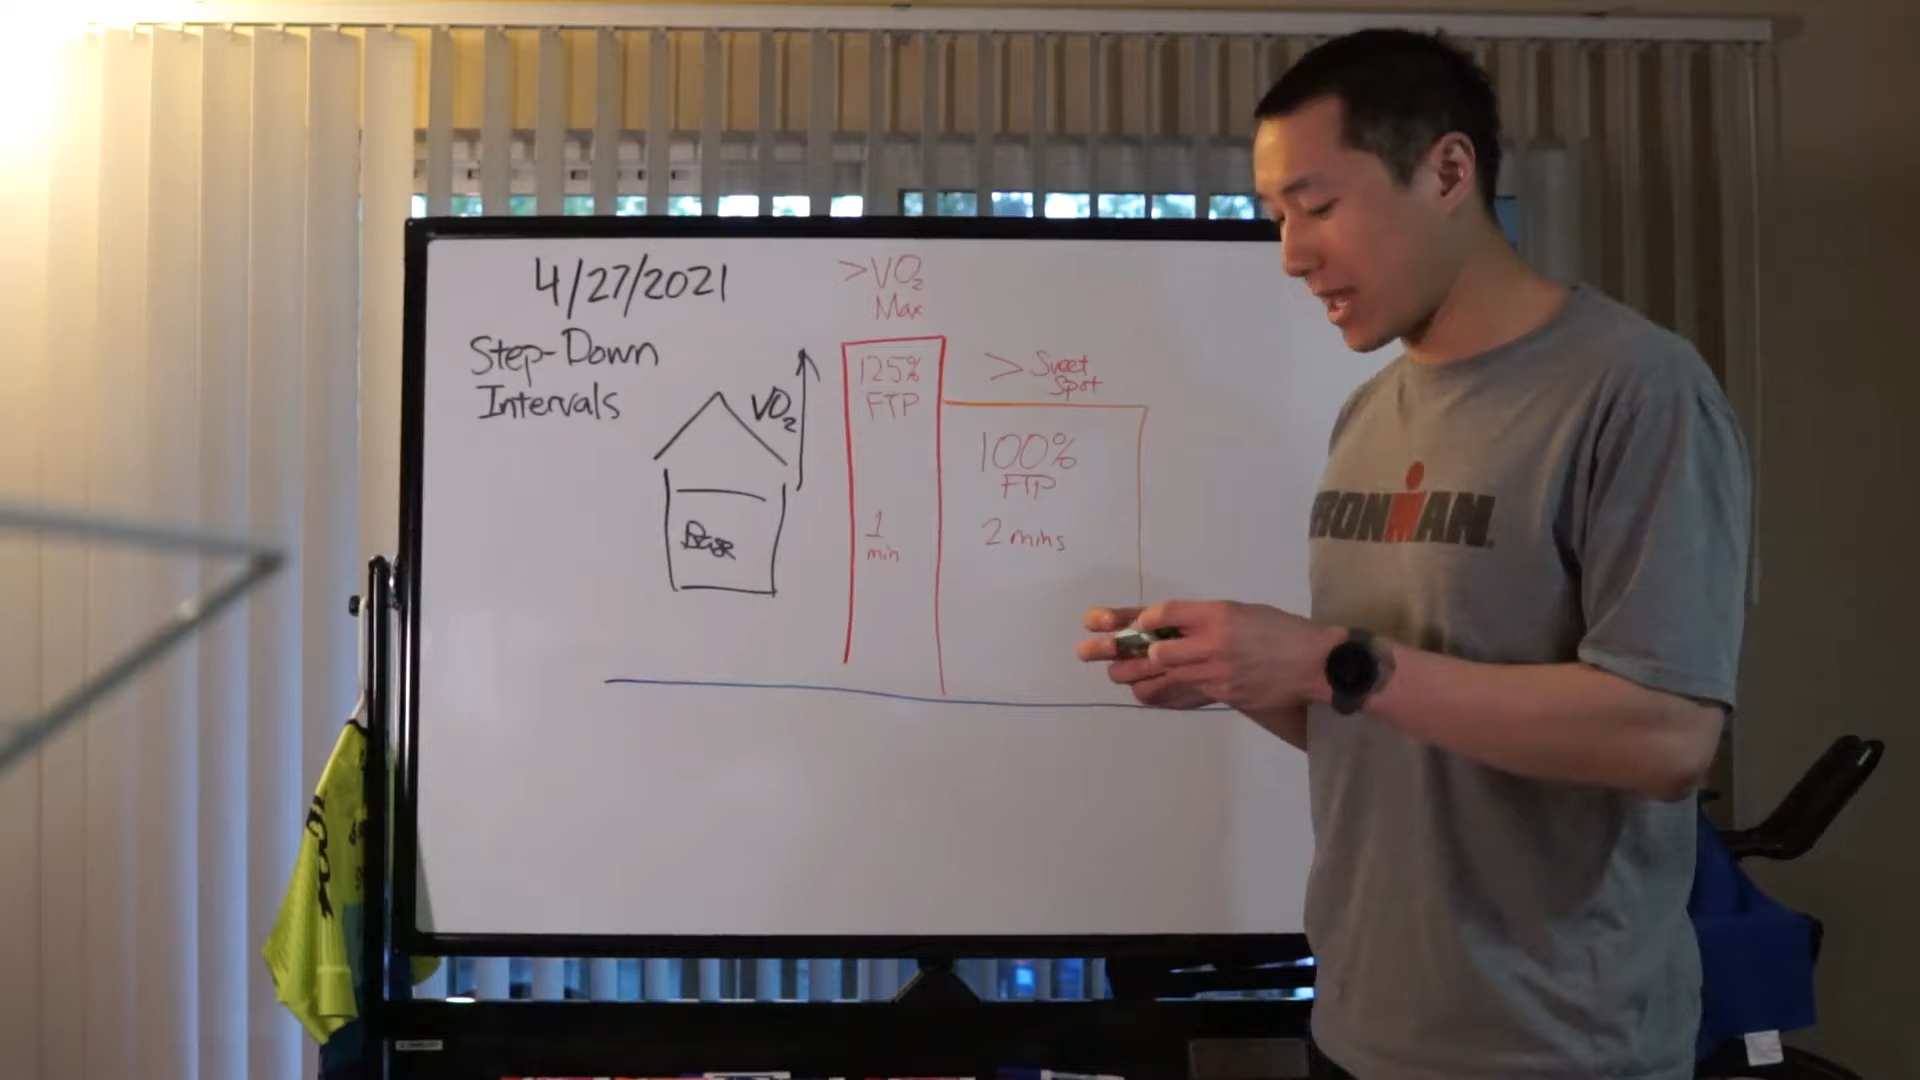 4/27/2021
Step-Down
Intervals
>VO2
Max
125%
FTP
1
min
> Sweet
Spot
100%
FTP
2 mins
VO2
Base
IRONMAN